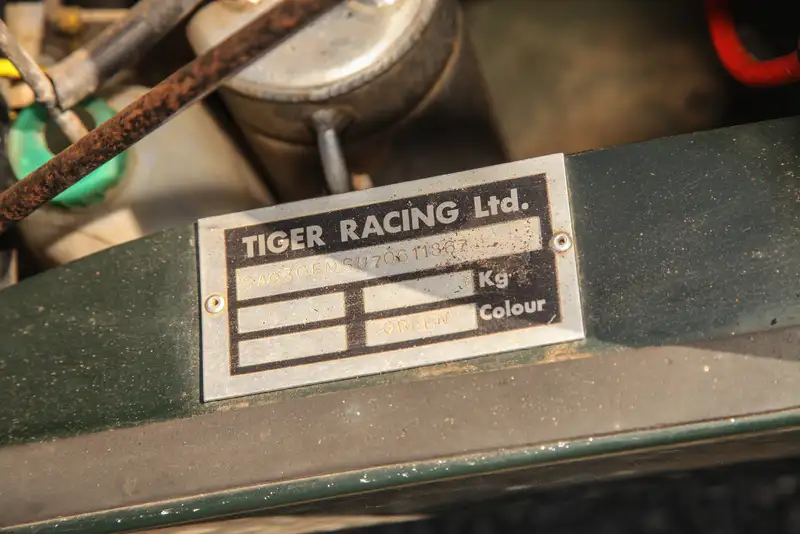 TIGER RACING Ltd.
Kg
GREEN Colour